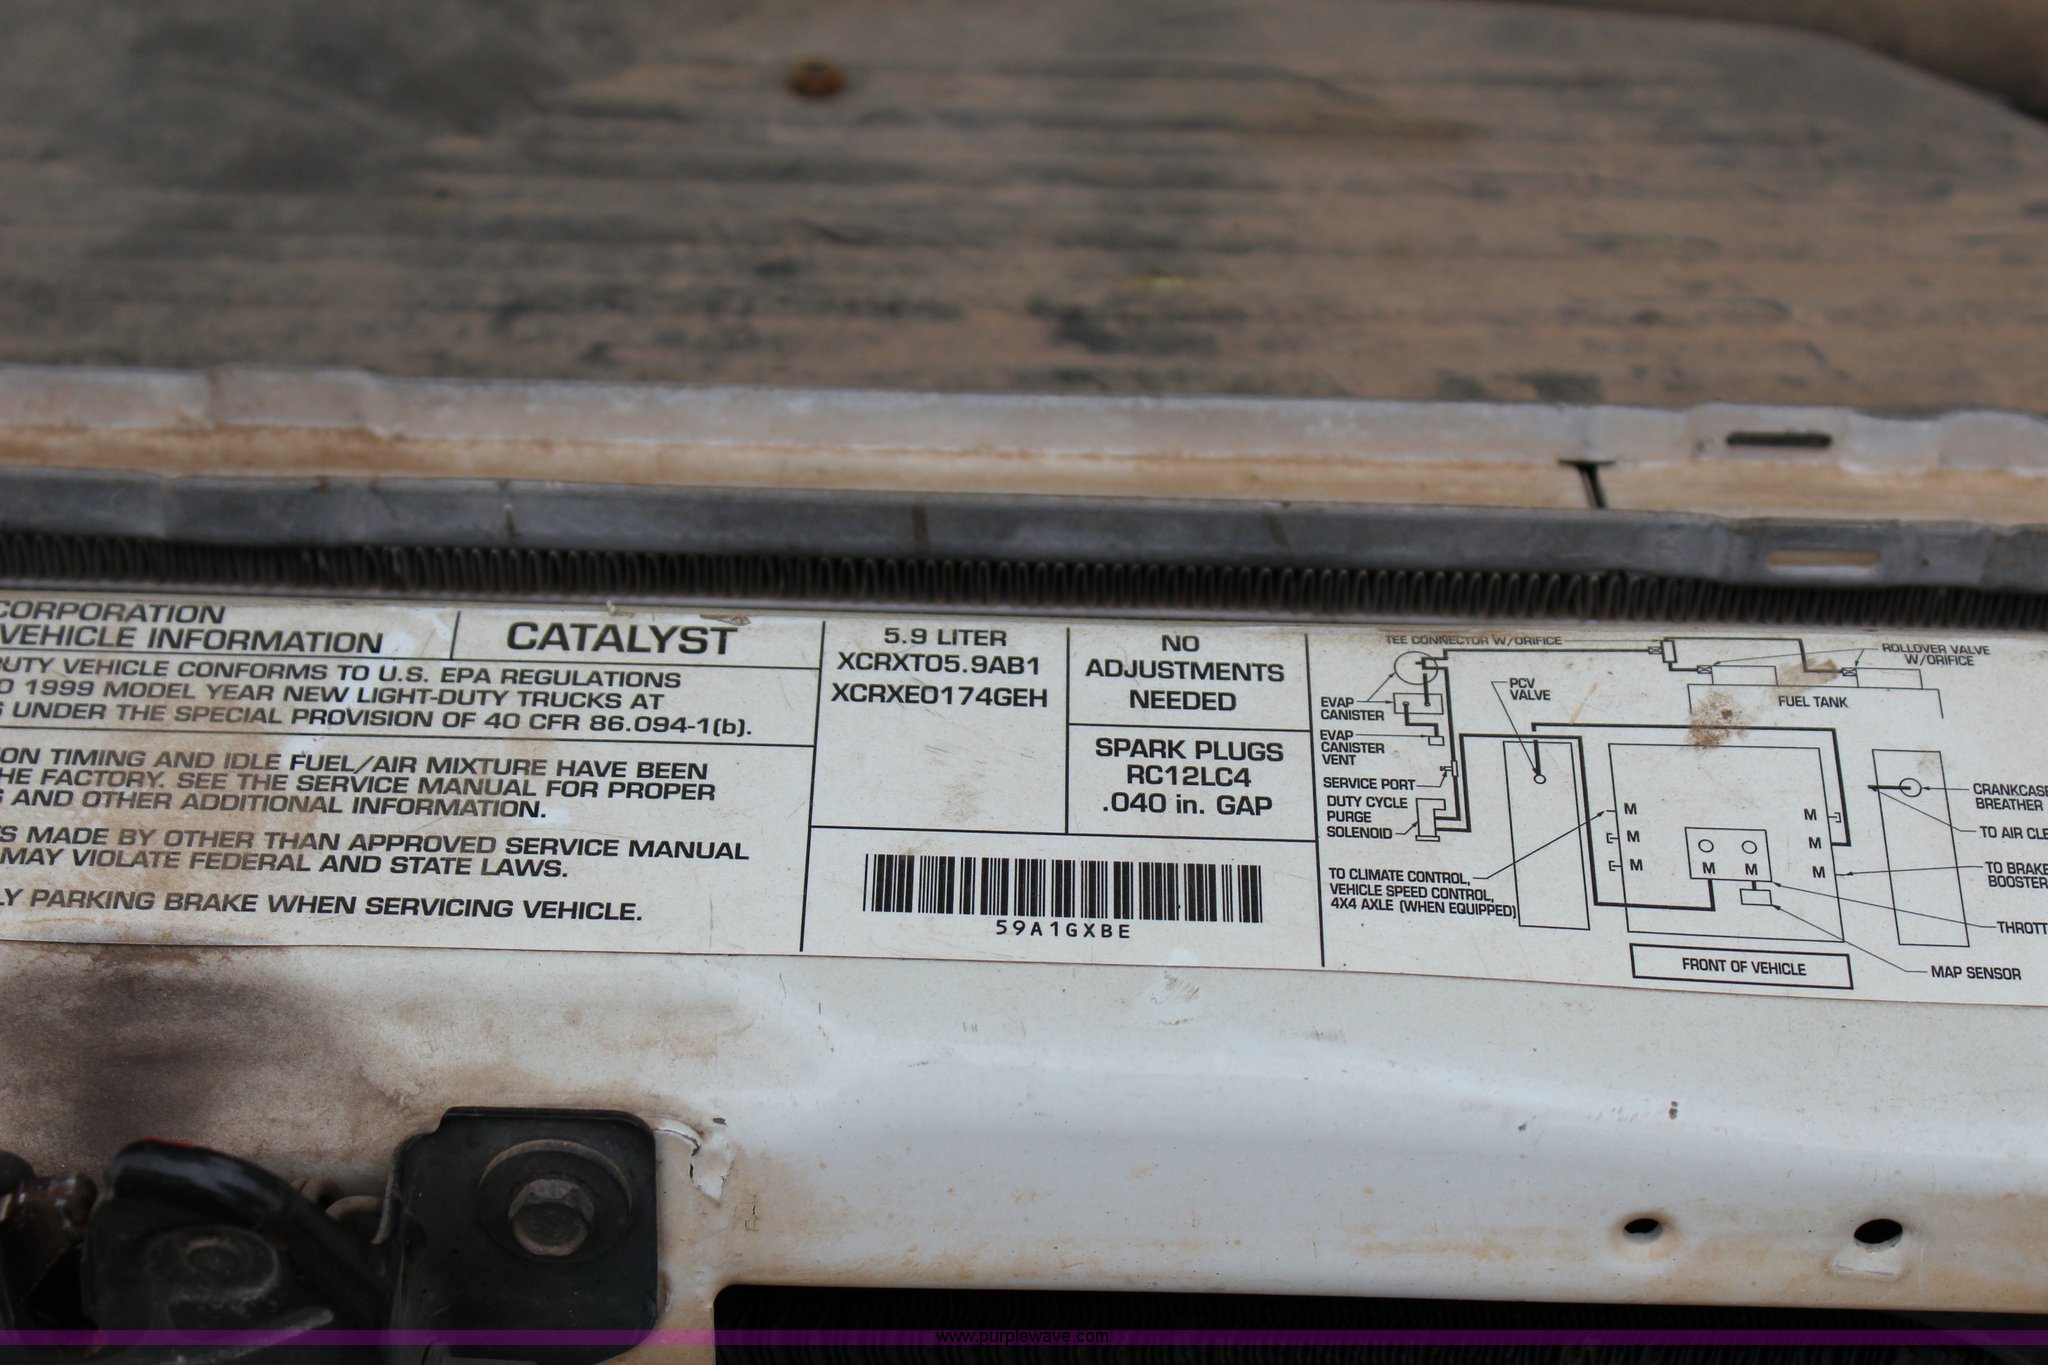 CORPORATION
VEHICLE INFORMATION
CATALYST
DUTY VEHICLE CONFORMS TO U.S. EPA REGULATIONS
O 1999 MODEL YEAR NEW LIGHT-DUTY TRUCKS AT
S UNDER THE SPECIAL PROVISION OF 40 CFR 86.094-1(b).
ON TIMING AND IDLE FUEL/AIR MIXTURE HAVE BEEN
HE FACTORY. SEE THE SERVICE MANUAL FOR PROPER
S AND OTHER ADDITIONAL INFORMATION.
TS MADE BY OTHER THAN APPROVED SERVICE MANUAL
MAY VIOLATE FEDERAL AND STATE LAWS.
LY PARKING BRAKE WHEN SERVICING VEHICLE.
5.9 LITER
XCRXT05.9AB1
XCRXE0174GEH
NO
ADJUSTMENTS
NEEDED
SPARK PLUGS
RC12LC4
.040 in. GAP
59A1GXBE
TEE CONNECTOR W/ORIFICE
ROLLOVER VALVE
W/ORIFICE
FUEL TANK
PCV
VALVE
EVAP
CANISTER
EVAP
CANISTER
VENT
SERVICE PORT
DUTY CYCLE
PURGE
SOLENOID
TO CLIMATE CONTROL,
VEHICLE SPEED CONTROL,
4X4 AXLE (WHEN EQUIPPED)
M
M
M
M
M
M
M
M
CRANKCASE
BREATHER
TO AIR CLE
TO BRAKE
BOOSTER
THROTT
MAP SENSOR
FRONT OF VEHICLE
www.purplewave.com